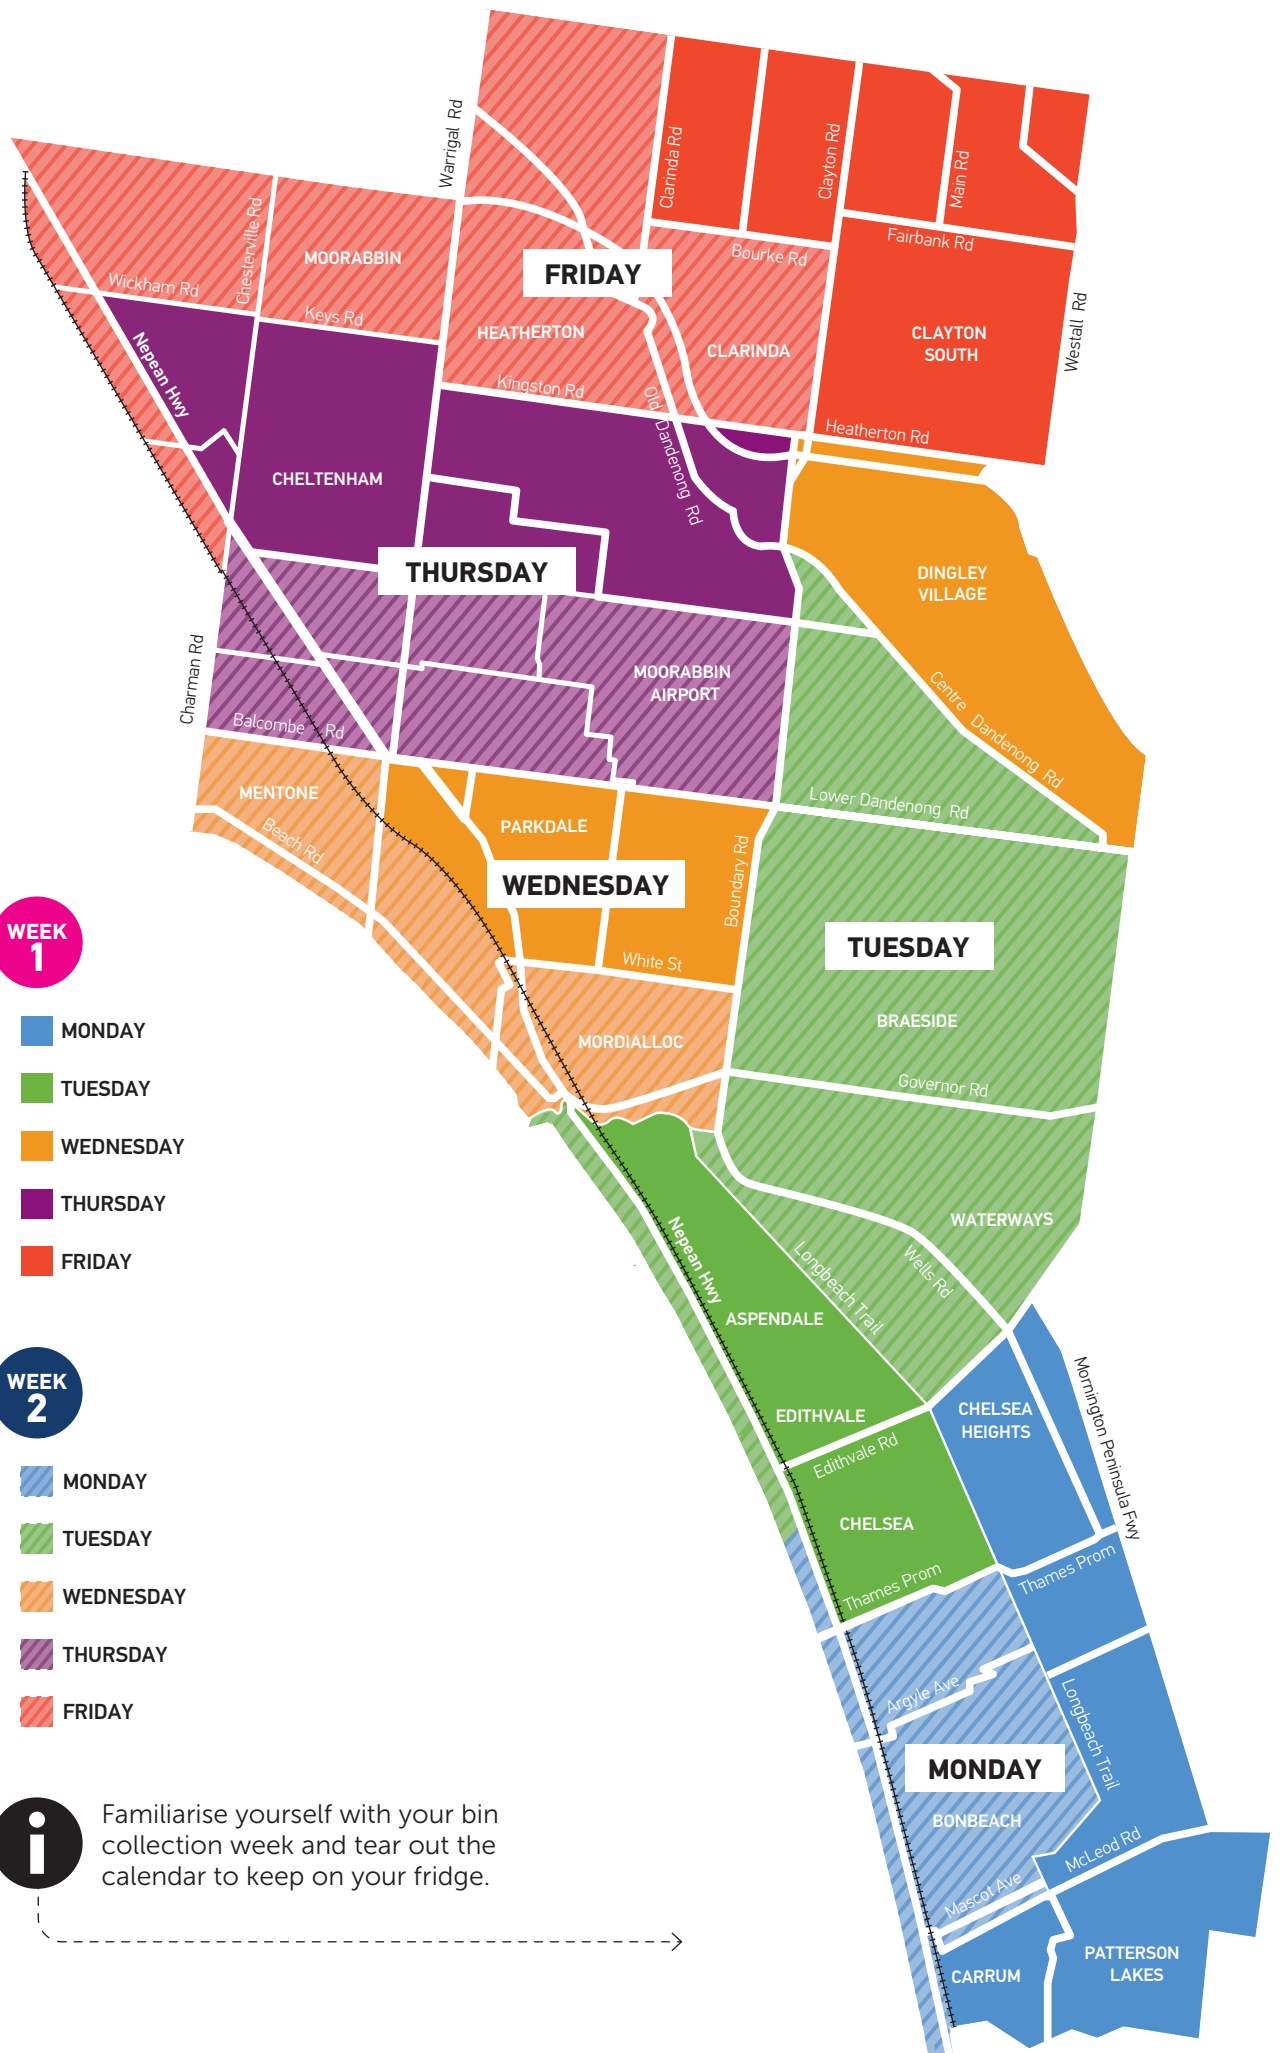 Warrigal Rd
Clarinda Rd
Clayton Rd
Main Rd
Chesterville Rd
MOORABBIN
Wickham Rd
Keys Rd
FRIDAY
Bourke Rd
Fairbank Rd
Westall Rd
HEATHERTON
CLARINDA
CLAYTON
SOUTH
Nepean Hwy
Kingston Rd
Old Dandenong Rd
Heatherton Rd
CHELTENHAM
THURSDAY
DINGLEY
VILLAGE
Charman Rd
MOORABBIN
AIRPORT
Centre Dandenong Rd
Balcombe Rd
MENTONE
Beach Rd
PARKDALE
Lower Dandenong Rd
Boundary Rd
WEDNESDAY
White St
TUESDAY
BRAESIDE
MORDIALLOC
Governor Rd
WATERWAYS
Nepean Hwy
Longbeach Trail
Wells Rd
ASPENDALE
EDITHVALE
Edithvale Rd
CHELSEA
HEIGHTS
Mornington Peninsula Fwy
CHELSEA
Thames Prom
Thames Prom
Argyle Ave
Longbeach Trail
MONDAY
BONBEACH
McLeod Rd
Mascot Ave
CARRUM
PATTERSON
LAKES
WEEK
1
MONDAY
TUESDAY
WEDNESDAY
THURSDAY
FRIDAY
WEEK
2
MONDAY
TUESDAY
WEDNESDAY
THURSDAY
FRIDAY
i
Familiarise yourself with your bin
collection week and tear out the
calendar to keep on your fridge.